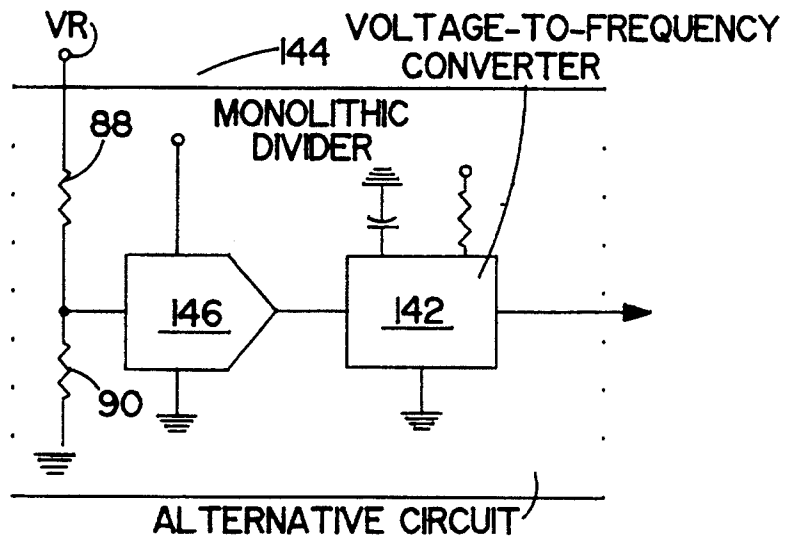 VR
144
VOLTAGE-TO-FREQUENCY
CONVERTER
88
MONOLITHIC
DIVIDER
146
142
90
ALTERNATIVE CIRCUIT